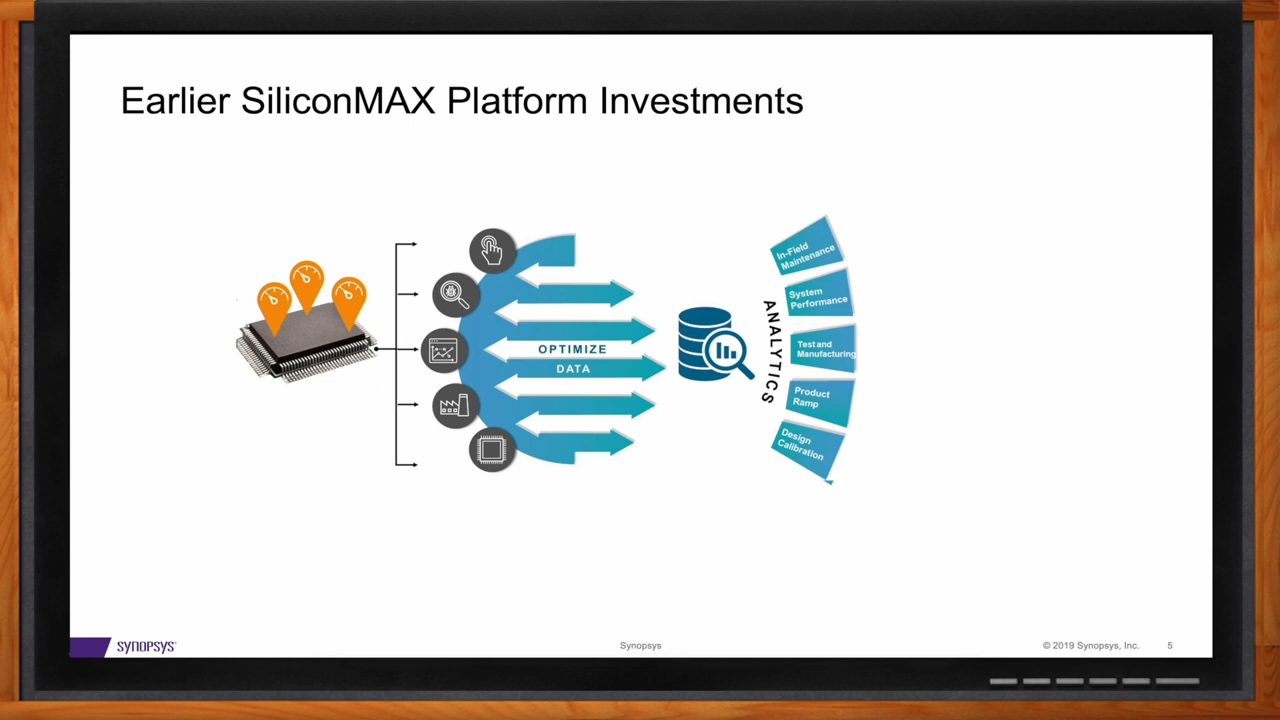 Earlier SiliconMAX Platform Investments
OPTIMIZE
DATA
ANALYTICS
In-Field
Maintenance
System
Performance
Test and
Manufacturing
Product
Ramp
Design
Calibration
SYNOPSYS
Synopsys
© 2019 Synopsys, Inc.
5